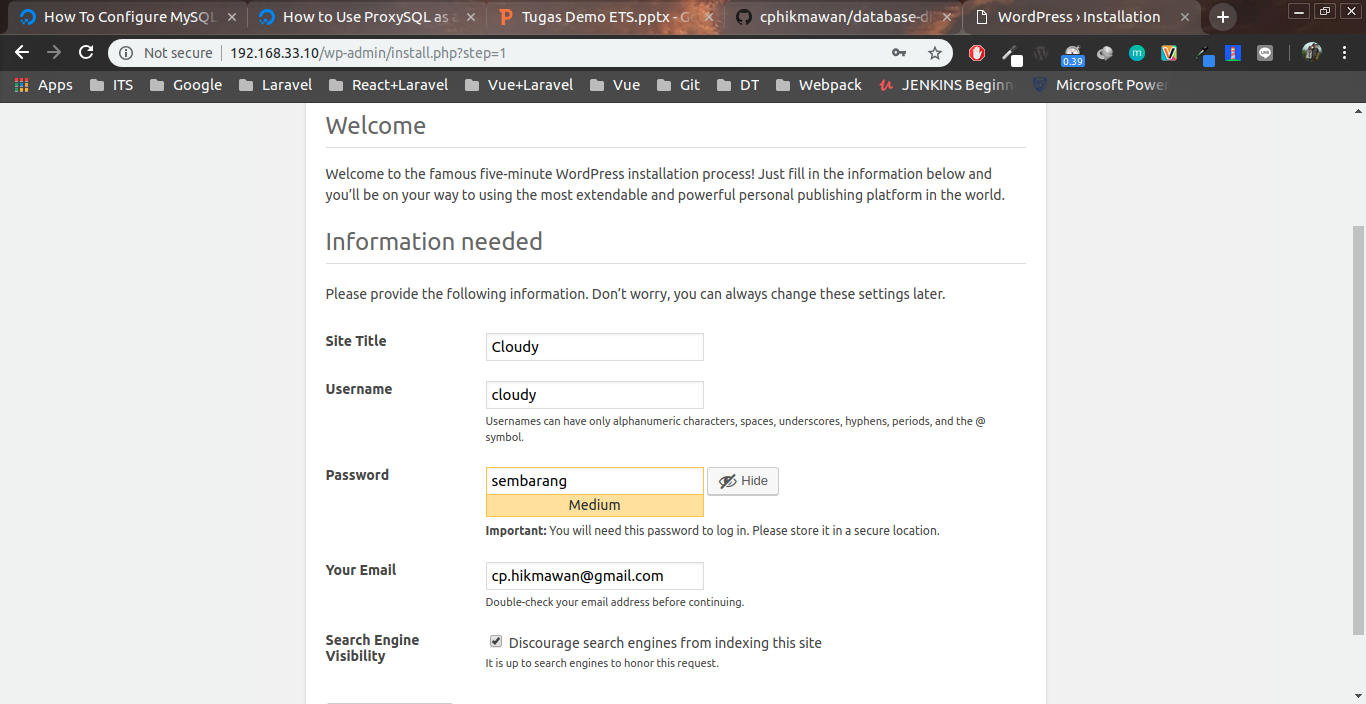 How To Configure MySQL
How to Use ProxySQL as a
Tugas Demo ETS.pptx - G
cphikmawan/database-di
WordPress › Installation
Not secure
192.168.33.10/wp-admin/install.php?step=1
0.39
Apps
ITS
Google
Laravel
React+Laravel
Vue+Laravel
Vue
Git
DT
Webpack
JENKINS Beginn
Microsoft Power
Welcome
Welcome to the famous five-minute WordPress installation process! Just fill in the information below and
you’ll be on your way to using the most extendable and powerful personal publishing platform in the world.
Information needed
Please provide the following information. Don’t worry, you can always change these settings later.
Site Title
Cloudy
Username
cloudy
Usernames can have only alphanumeric characters, spaces, underscores, hyphens, periods, and the @
symbol.
Password
sembarang
Hide
Medium
Important: You will need this password to log in. Please store it in a secure location.
Your Email
cp.hikmawan@gmail.com
Double-check your email address before continuing.
Search Engine
Visibility
Discourage search engines from indexing this site
It is up to search engines to honor this request.